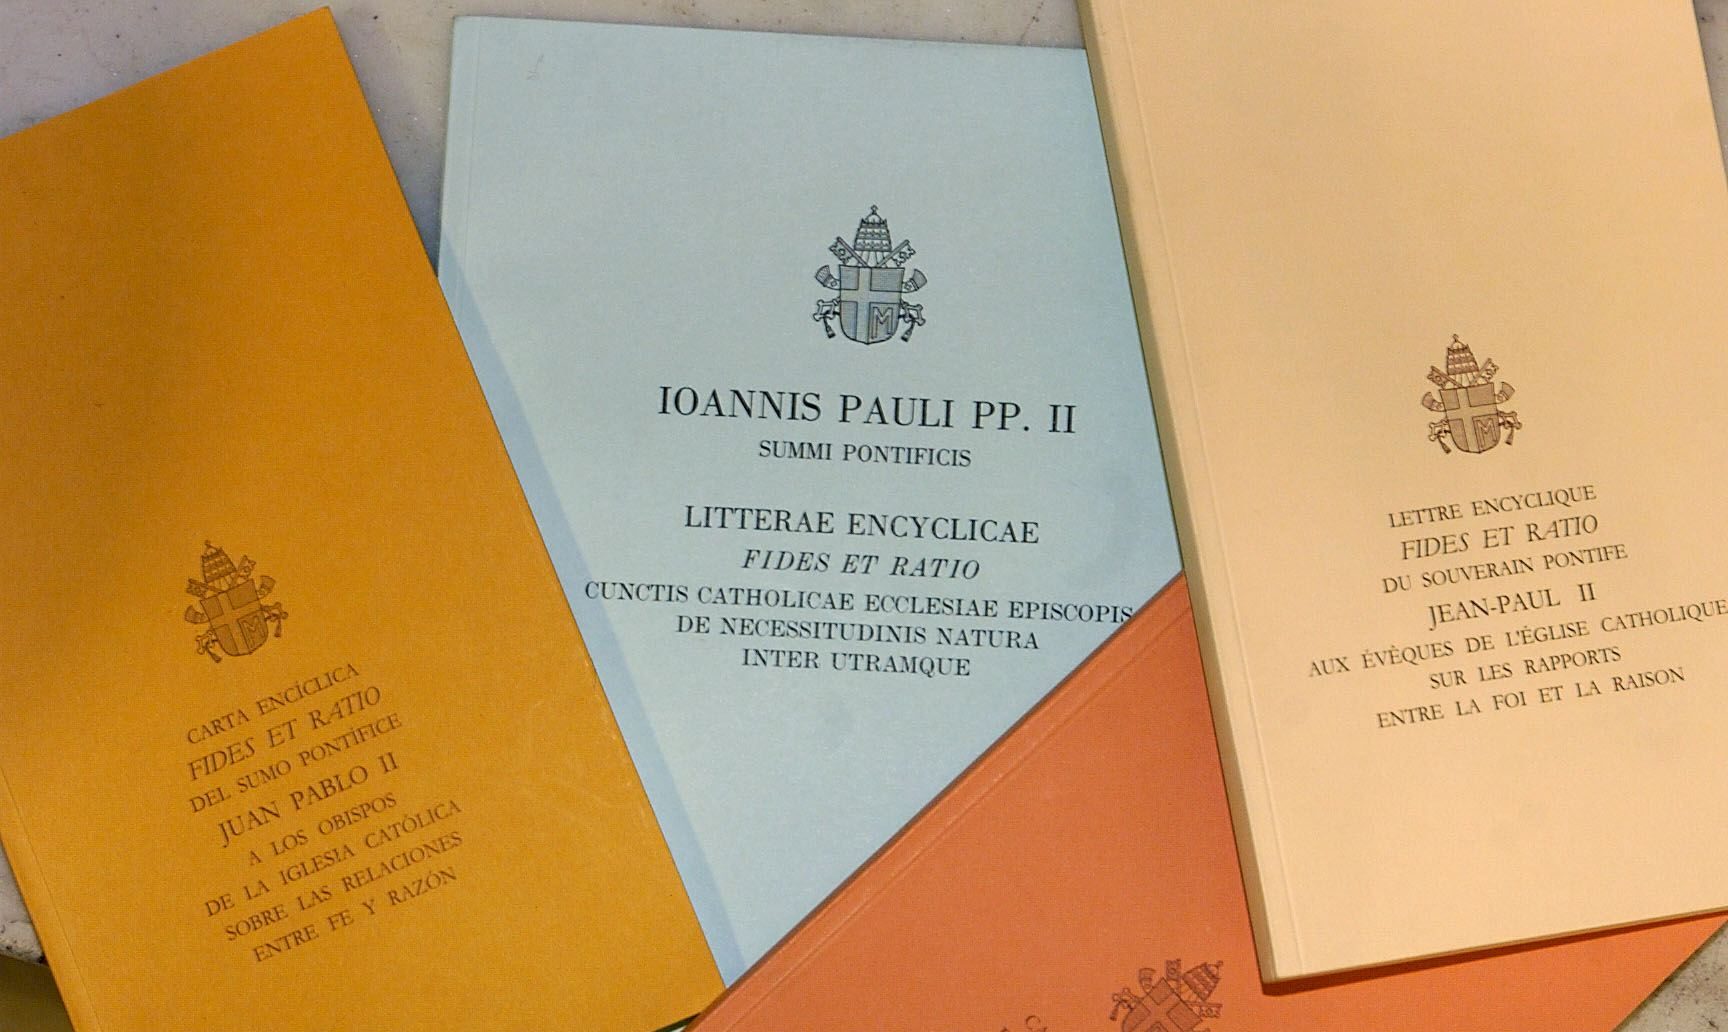 CARTA ENCÍCLICA
FIDES ET RATIO
DEL SUMO PONTÍFICE
JUAN PABLO II
A LOS OBISPOS
DE LA IGLESIA CATÓLICA
SOBRE LAS RELACIONES
ENTRE FE Y RAZÓN
IOANNIS PAULI PP. II
SUMMI PONTIFICIS
LITTERAE ENCYCLICAE
FIDES ET RATIO
CUNCTIS CATHOLICAE ECCLESIAE EPISCOPIS
DE NECESSITUDINIS NATURA
INTER UTRAMQUE
LETTRE ENCYCLIQUE
FIDES ET RATIO
DU SOUVERAIN PONTIFE
JEAN-PAUL II
AUX ÉVÊQUES DE L'ÉGLISE CATHOLIQUE
SUR LES RAPPORTS
ENTRE LA FOI ET LA RAISON